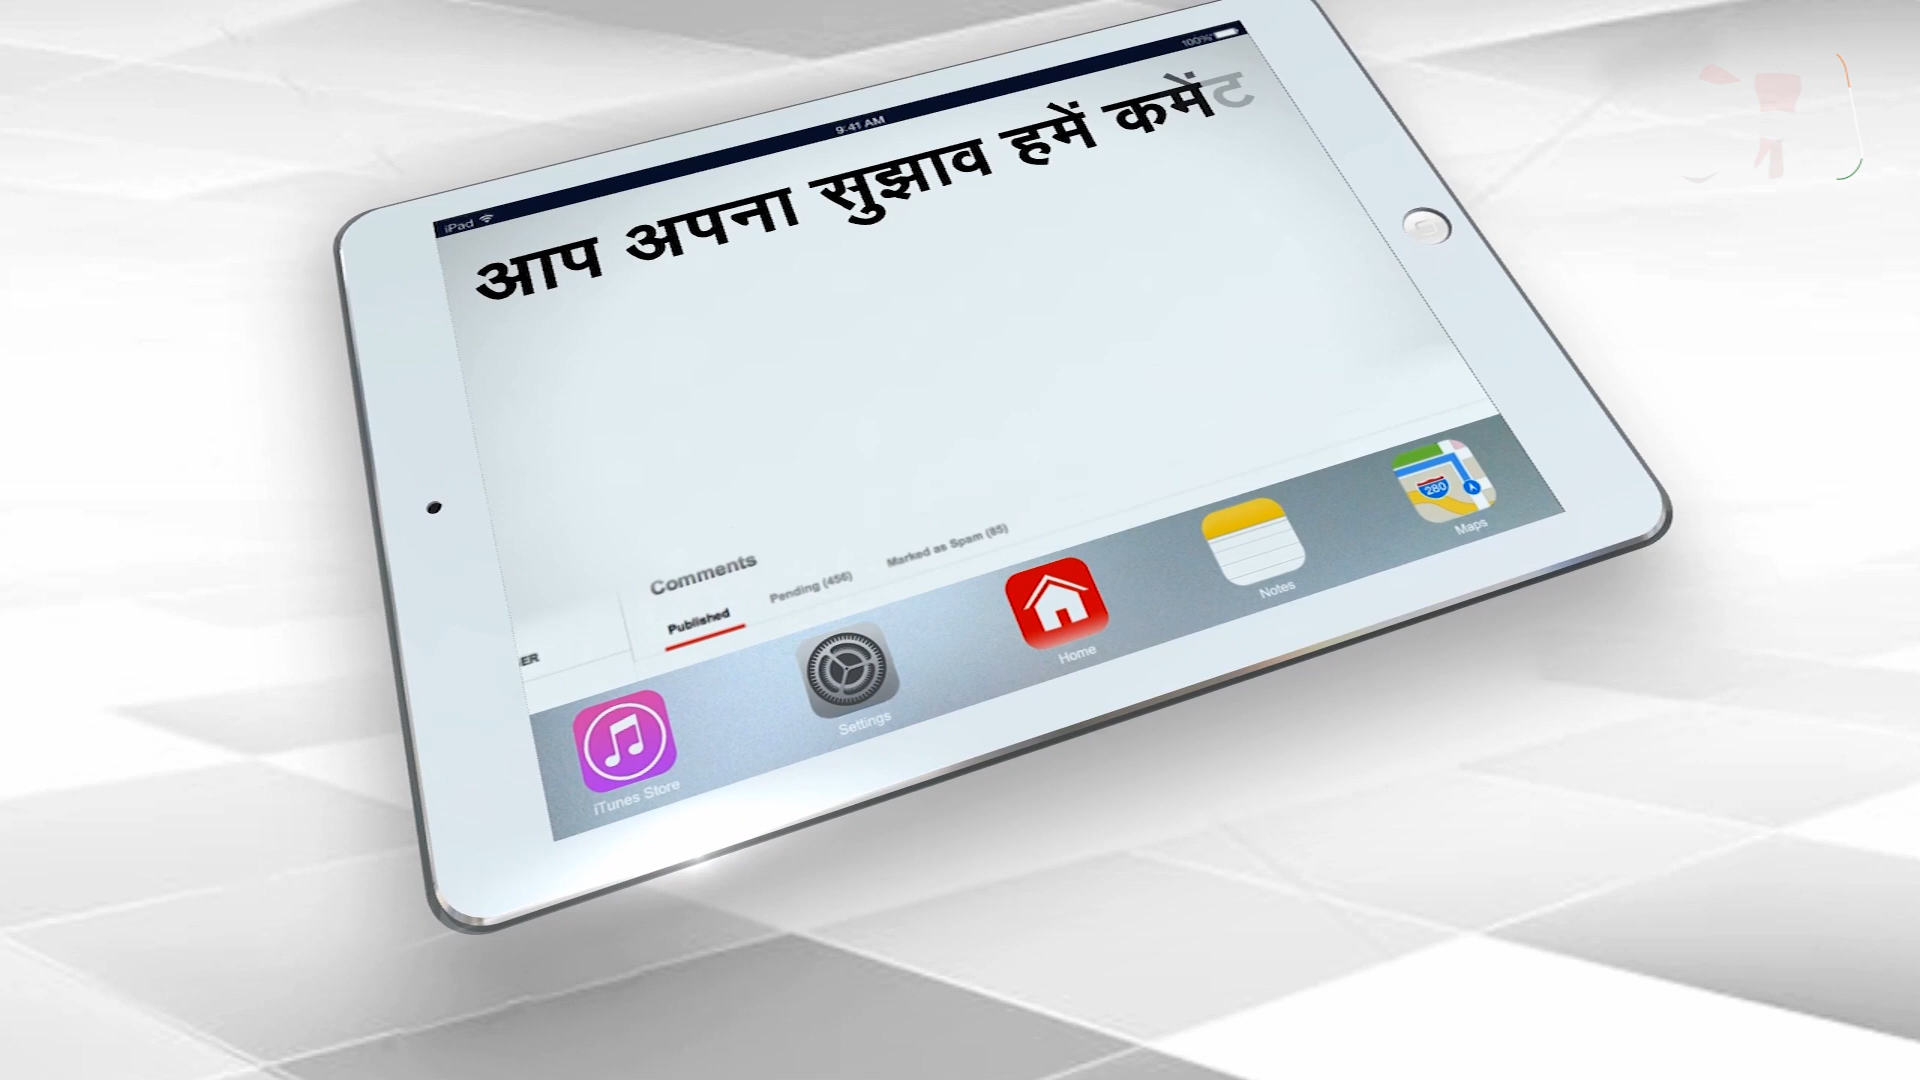 iPad 9:41 AM 100%
आप अपना सुझाव हमें कमेंट
Comments
Published Pending (456) Marked as Spam (85)
ER
iTunes Store Settings Home Notes Maps
280